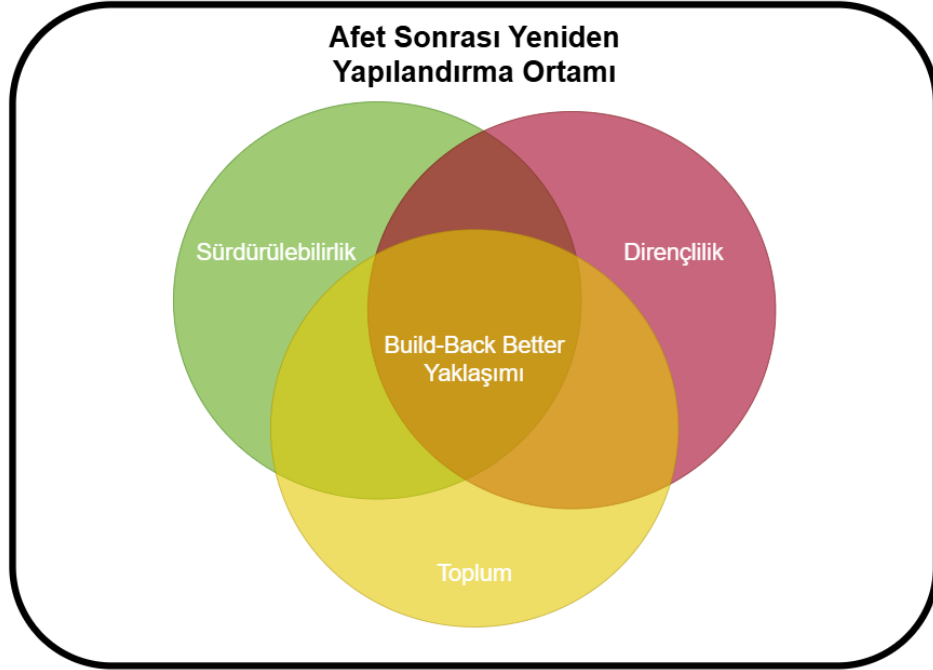 Afet Sonrası Yeniden
Yapılandırma Ortamı
Sürdürülebilirlik
Dirençlilik
Build-Back Better
Yaklaşımı
Toplum